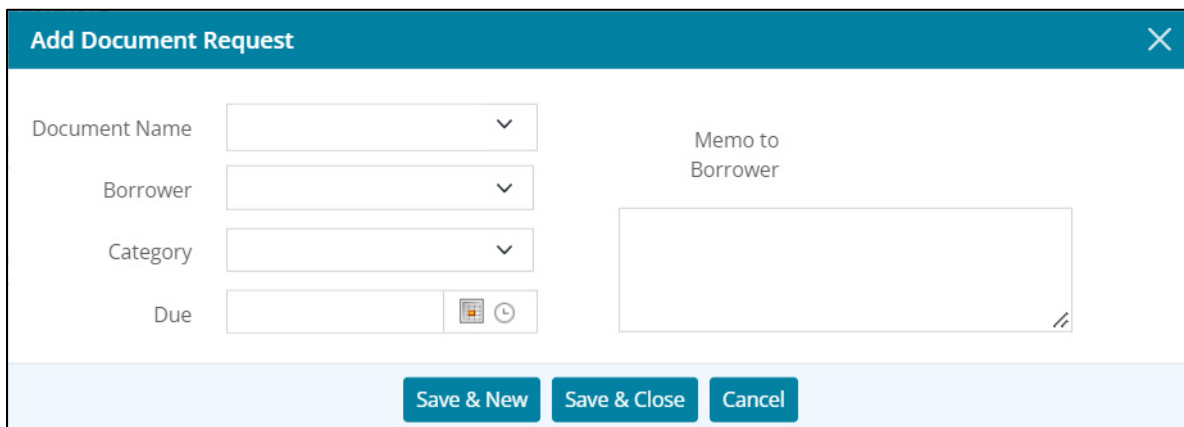 Add Document Request
Document Name
Borrower
Category
Due
Memo to
Borrower
Save & New
Save & Close
Cancel